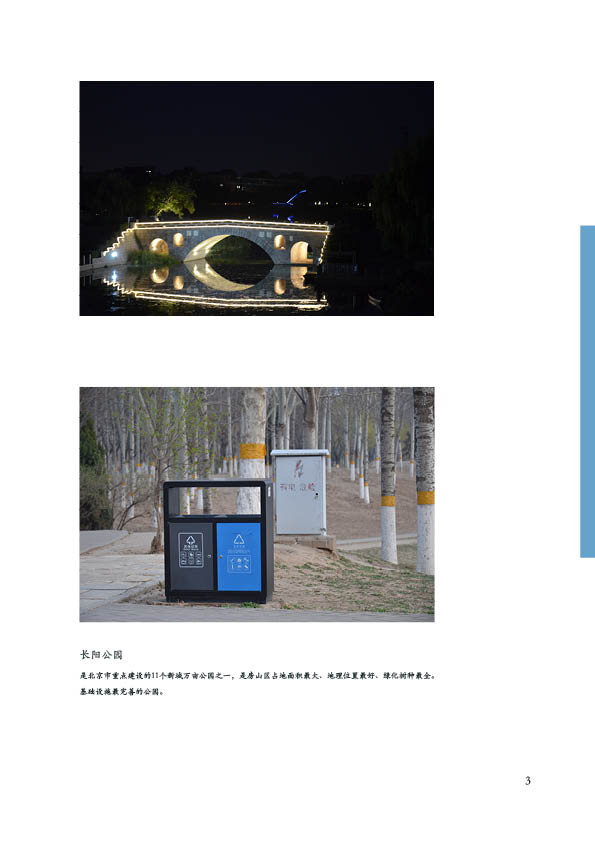 有电 危险
长阳公园
是北京市重点建设的11个新城万亩公园之一，是房山区占地面积最大、地理位置最好、绿化树种最全。
基础设施最完善的公园。
3